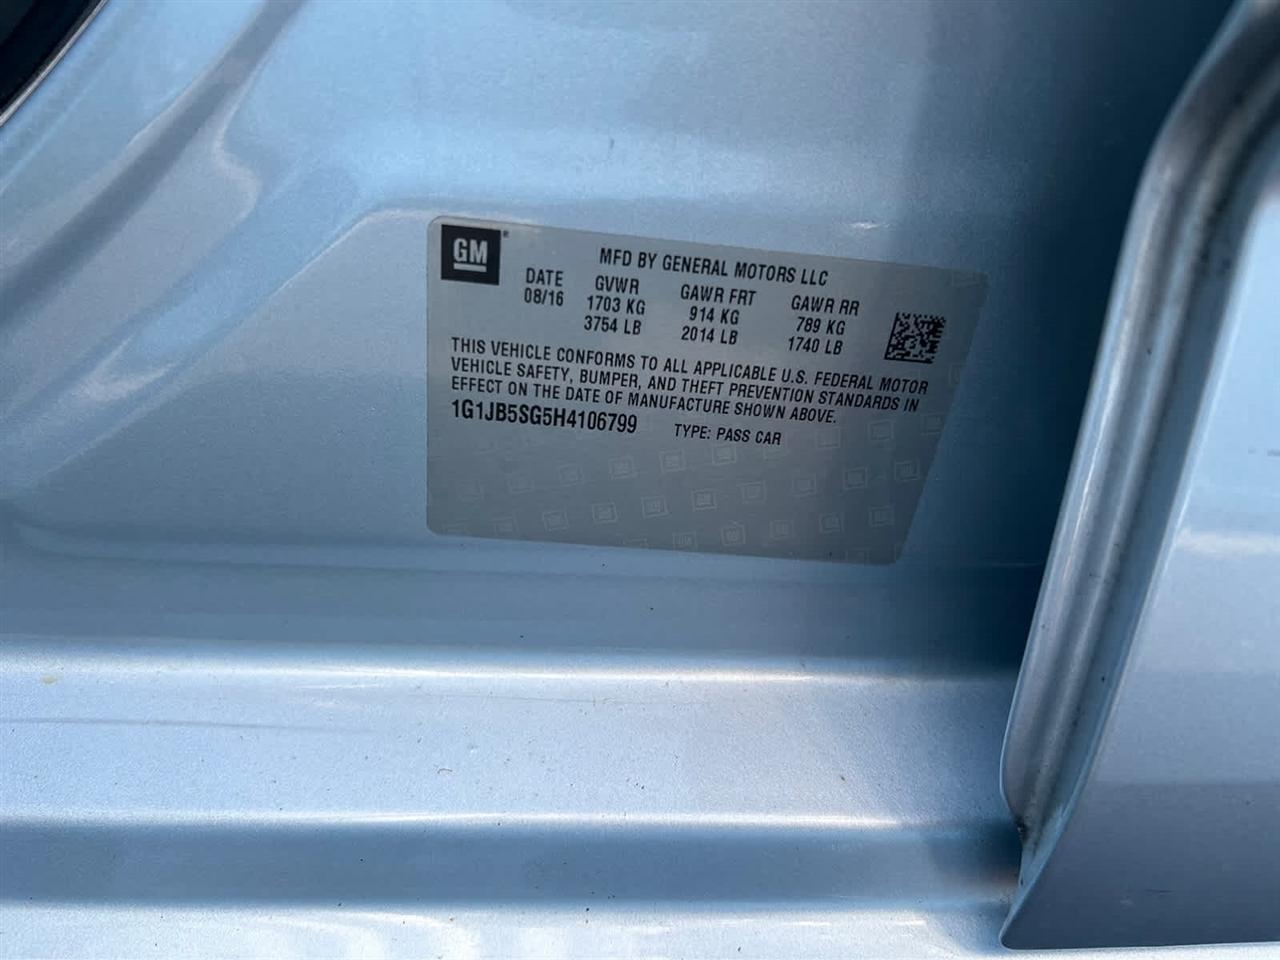 GM®
MFD BY GENERAL MOTORS LLC
DATE GVWR GAWR FRT GAWR RR
08/16 1703 KG 914 KG 789 KG
3754 LB 2014 LB 1740 LB
THIS VEHICLE CONFORMS TO ALL APPLICABLE U.S. FEDERAL MOTOR
VEHICLE SAFETY, BUMPER, AND THEFT PREVENTION STANDARDS IN
EFFECT ON THE DATE OF MANUFACTURE SHOWN ABOVE.
1G1JB5SG5H4106799 TYPE: PASS CAR